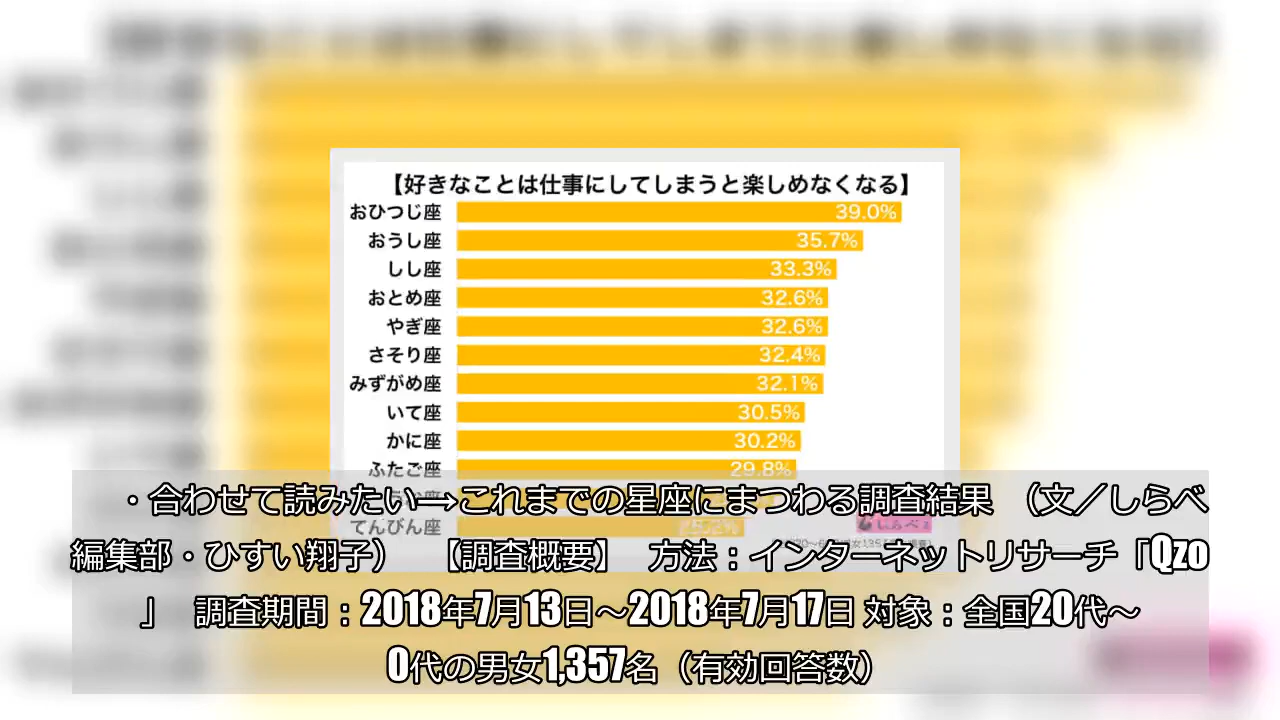 【好きなことは仕事にしてしまうと楽しめなくなる】
おひつじ座 39.0%
おうし座 35.7%
しし座 33.3%
おとめ座 32.6%
やぎ座 32.6%
さそり座 32.4%
みずがめ座 32.1%
いて座 30.5%
かに座 30.2%
ふたご座 29.8%
てんびん座
しらべぇ
・合わせて読みたい→これまでの星座にまつわる調査結果 （文／しらべ
編集部・ひすい翔子） 【調査概要】 方法：インターネットリサーチ「Qzo
」 調査期間：2018年7月13日～2018年7月17日 対象：全国20代～
0代の男女1,357名（有効回答数）